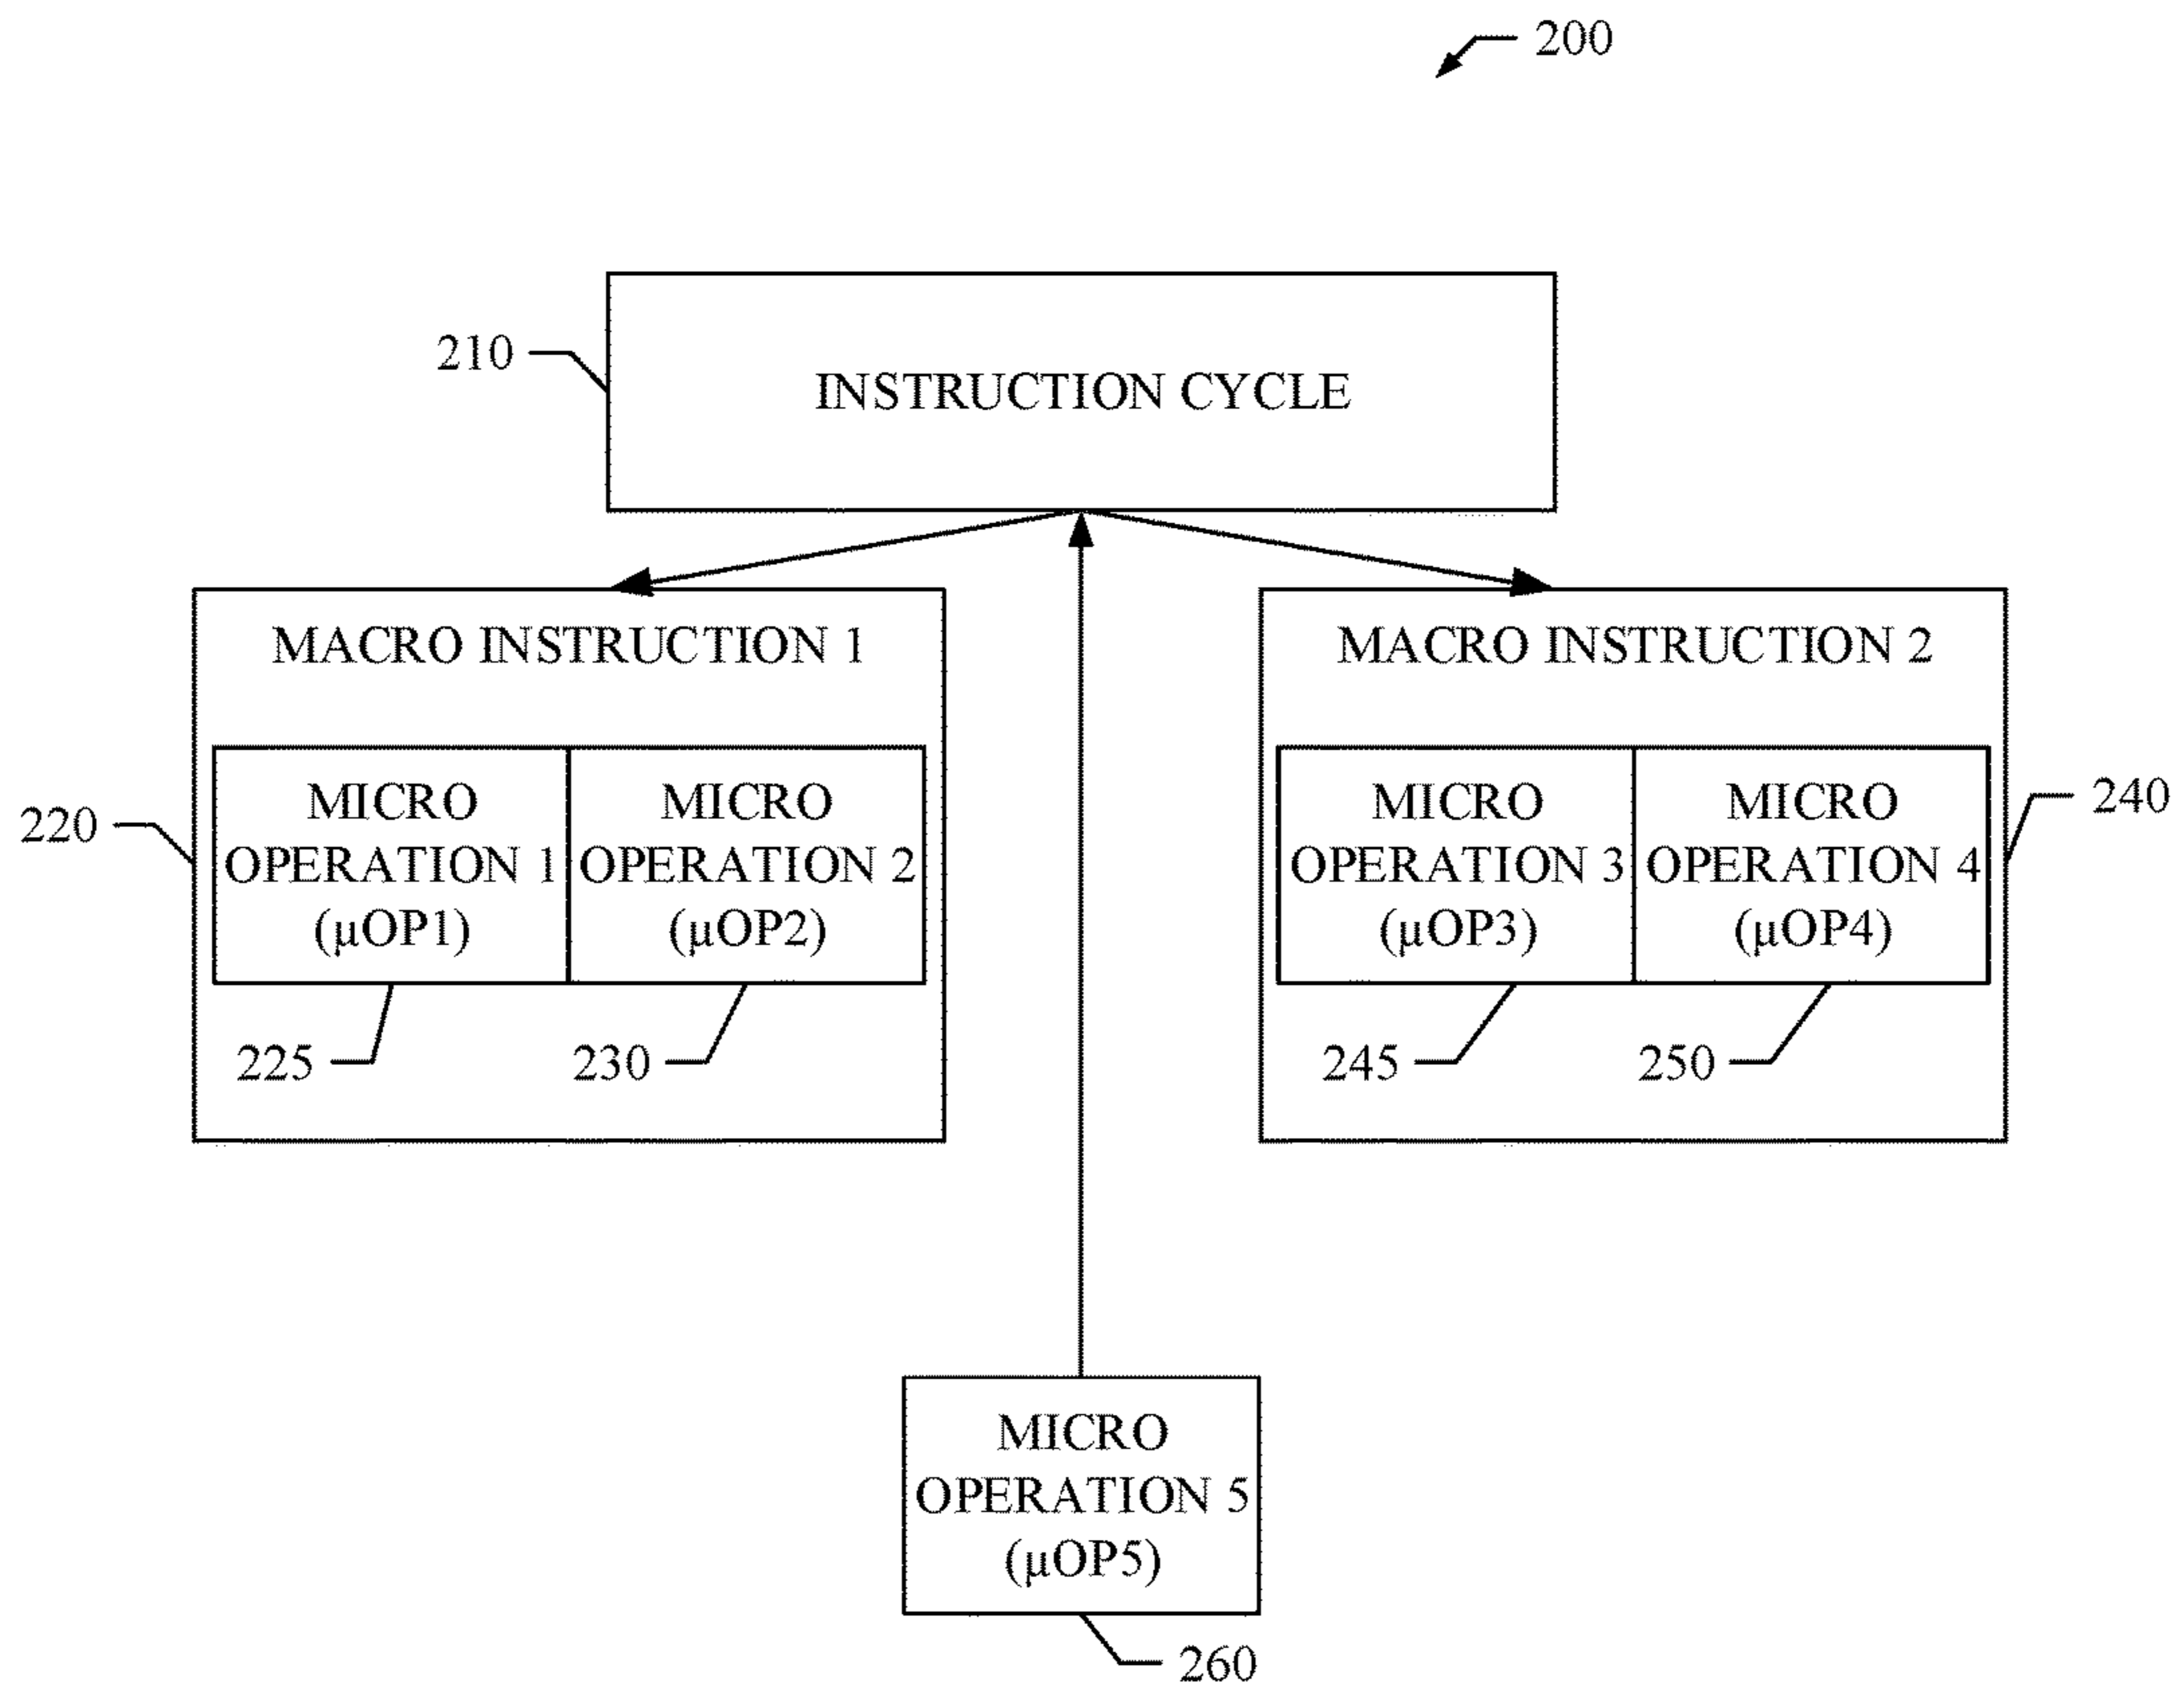 200
210
INSTRUCTION CYCLE
MACRO INSTRUCTION 1
MICRO
OPERATION 1
(µOP1)
MICRO
OPERATION 2
(µOP2)
220
225
230
MACRO INSTRUCTION 2
MICRO
OPERATION 3
(µOP3)
MICRO
OPERATION 4
(µOP4)
240
245
250
MICRO
OPERATION 5
(µOP5)
260